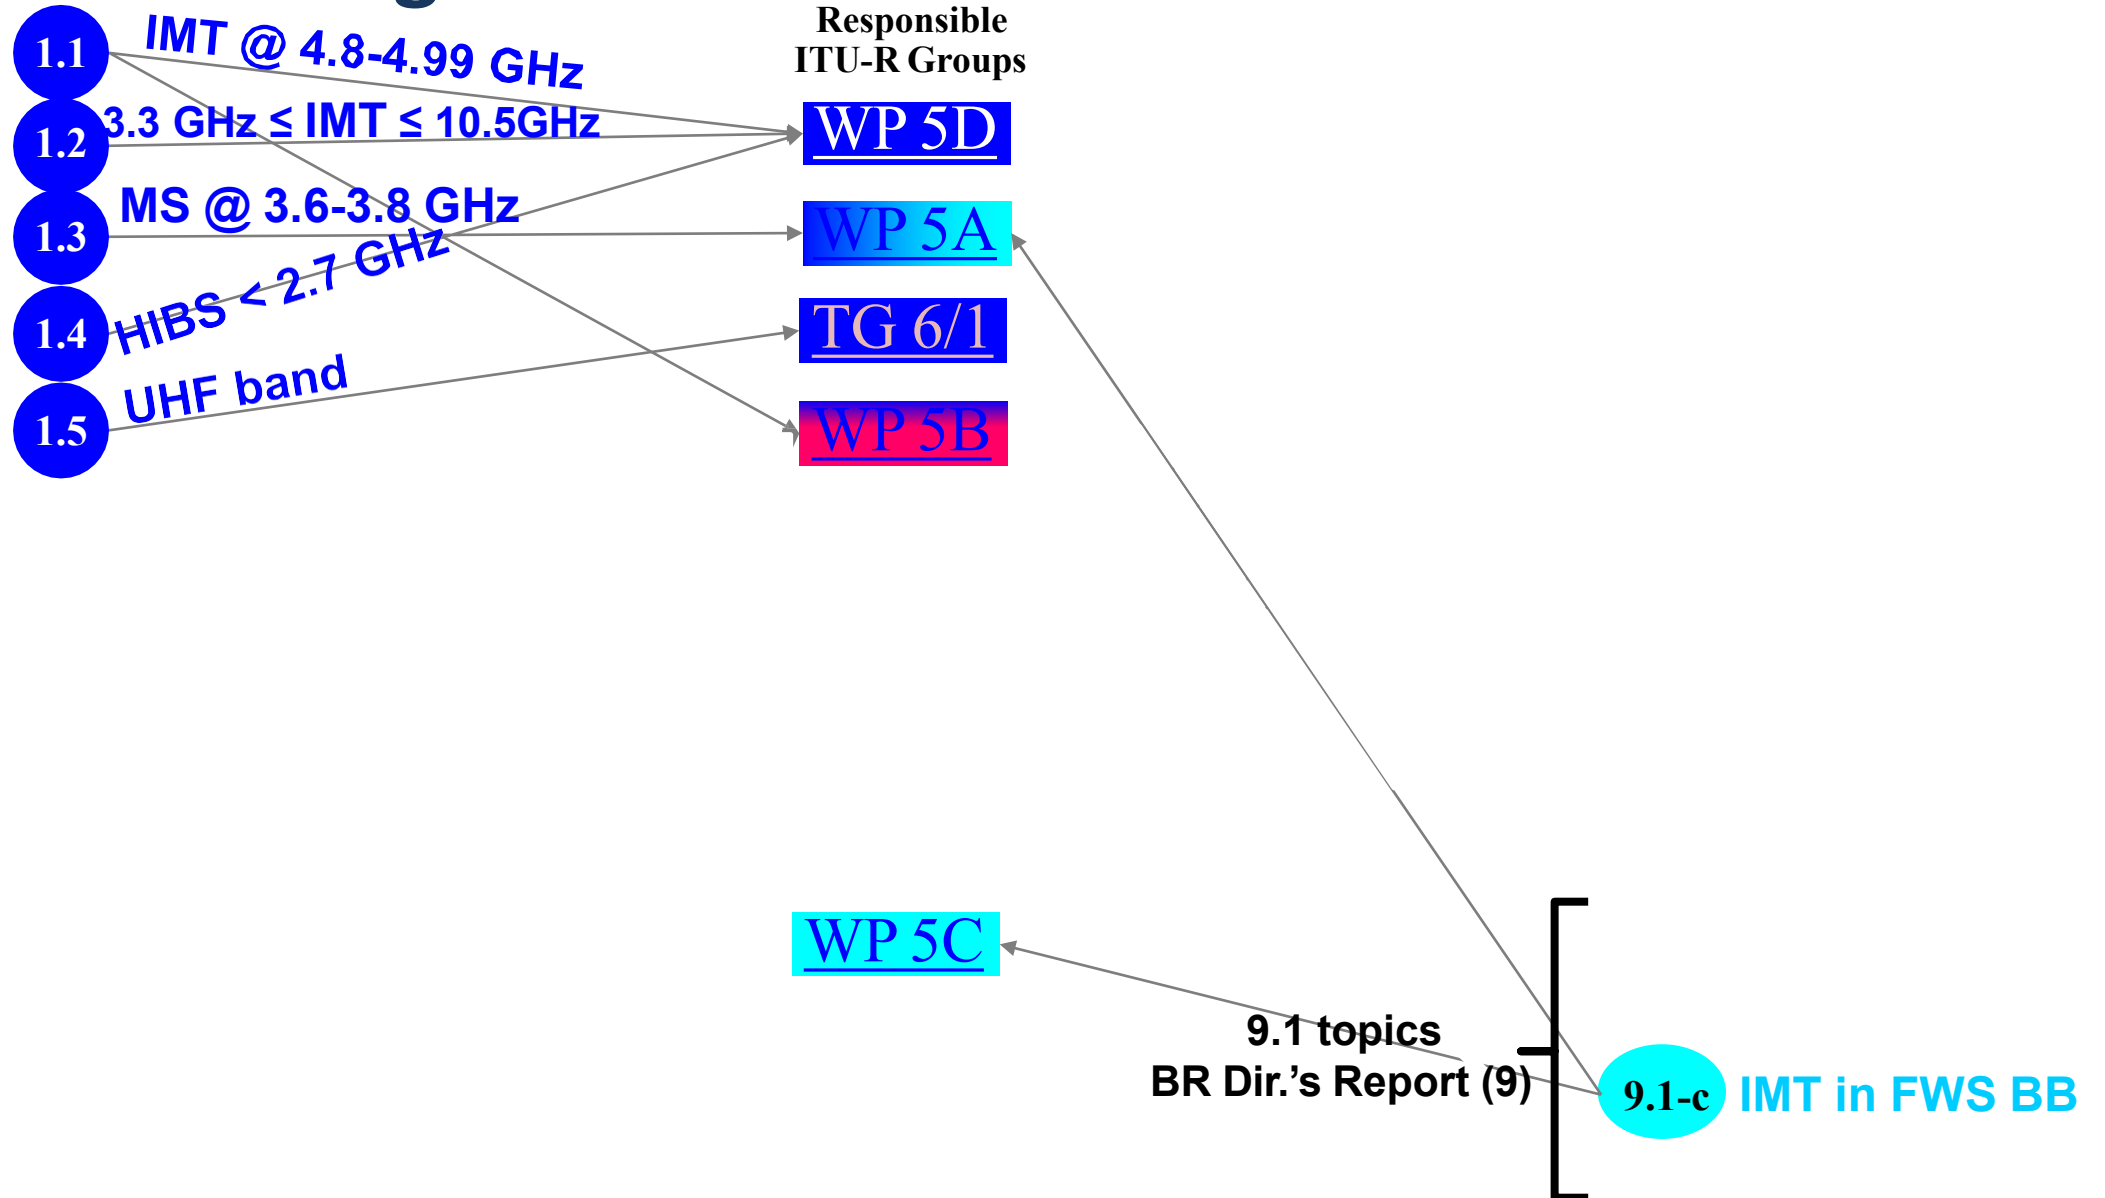 Responsible
ITU-R Groups
1.1
IMT @ 4.8-4.99 GHz
1.2
3.3 GHz ≤ IMT ≤ 10.5GHz
WP 5D
1.3
MS @ 3.6-3.8 GHz
WP 5A
1.4
HIBS < 2.7 GHz
TG 6/1
1.5
UHF band
WP 5B
WP 5C
9.1 topics
BR Dir.’s Report (9)
9.1-c
IMT in FWS BB